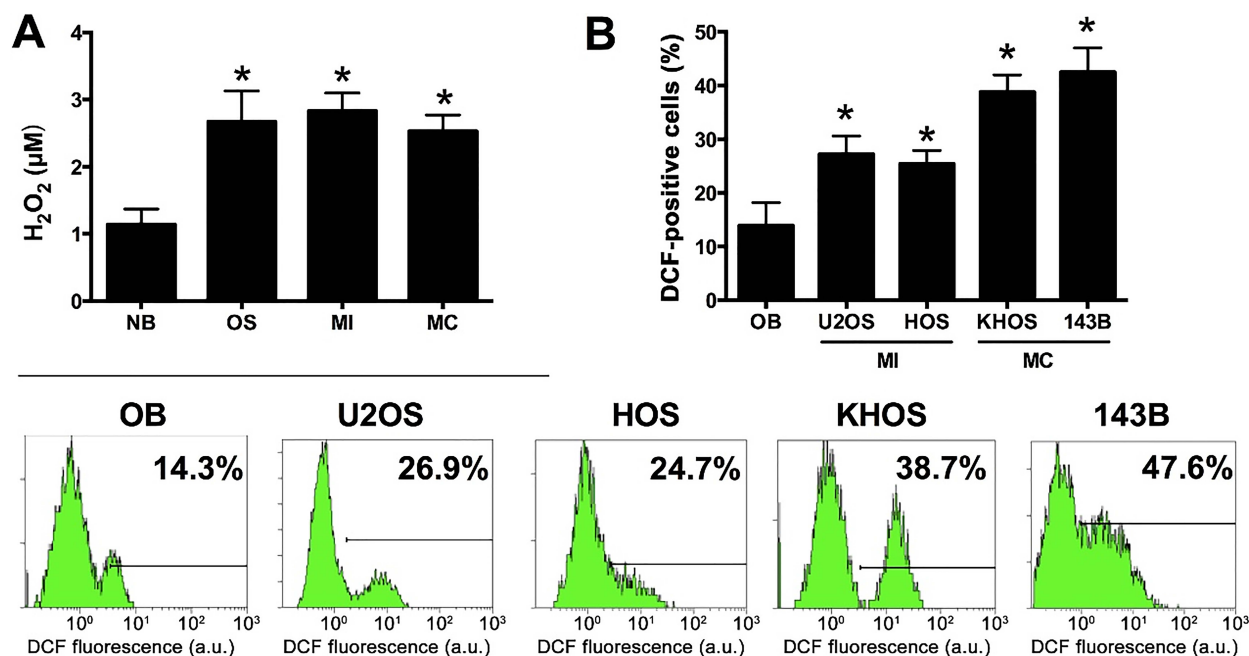 A
H2O2 (µM)
4
3
2
1
0
* * *
NB OS MI MC
B
DCF-positive cells (%)
50
40
30
20
10
0
* * * *
OB U2OS HOS KHOS 143B
MI MC
OB U2OS HOS KHOS 143B
14.3% 26.9% 24.7% 38.7% 47.6%
10⁰ 10¹ 10² 10³ 10⁰ 10¹ 10² 10³ 10⁰ 10¹ 10² 10³ 10⁰ 10¹ 10² 10³ 10⁰ 10¹ 10² 10³
DCF fluorescence (a.u.) DCF fluorescence (a.u.) DCF fluorescence (a.u.) DCF fluorescence (a.u.) DCF fluorescence (a.u.)